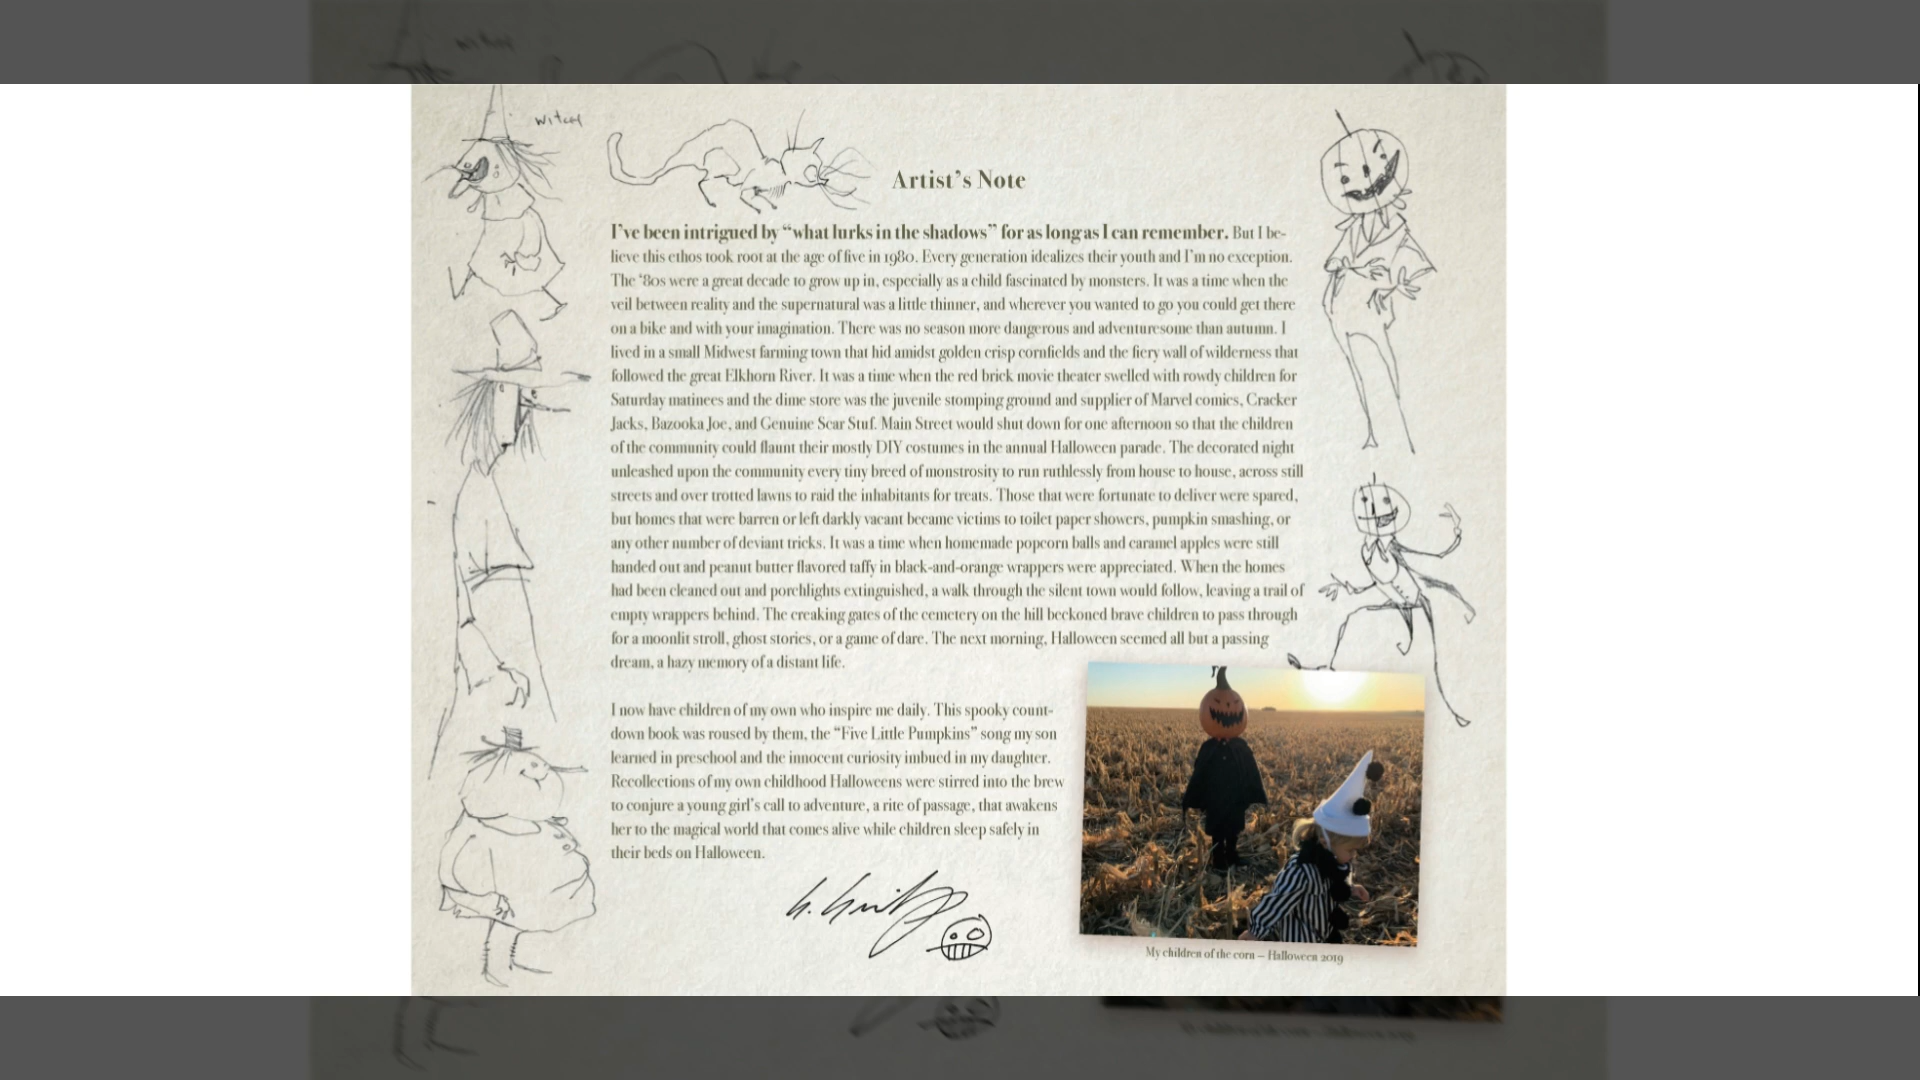 witch
Artist's Note
I've been intrigued by “what lurks in the shadows” for as long as I can remember. But I be-
lieve this ethos took root at the age of five in 1980. Every generation idealizes their youth and I'm no exception.
The ‘80s were a great decade to grow up in, especially as a child fascinated by monsters. It was a time when the
veil between reality and the supernatural was a little thinner, and wherever you wanted to go you could get there
on a bike and with your imagination. There was no season more dangerous and adventuresome than autumn. I
lived in a small Midwest farming town that hid amidst golden crisp cornfields and the fiery wall of wilderness that
followed the great Elkhorn River. It was a time when the red brick movie theater swelled with rowdy children for
Saturday matinees and the dime store was the juvenile stomping ground and supplier of Marvel comics, Cracker
Jacks, Bazooka Joe, and Genuine Scar Stuf. Main Street would shut down for one afternoon so that the children
of the community could flaunt their mostly DIY costumes in the annual Halloween parade. The decorated night
unleashed upon the community every tiny breed of monstrosity to run ruthlessly from house to house, across still
streets and over trotted lawns to raid the inhabitants for treats. Those that were fortunate to deliver were spared,
but homes that were barren or left darkly vacant became victims to toilet paper showers, pumpkin smashing, or
any other number of deviant tricks. It was a time when homemade popcorn balls and caramel apples were still
handed out and peanut butter flavored taffy in black-and-orange wrappers were appreciated. When the homes
had been cleaned out and porchlights extinguished, a walk through the silent town would follow, leaving a trail of
empty wrappers behind. The creaking gates of the cemetery on the hill beckoned brave children to pass through
for a moonlit stroll, ghost stories, or a game of dare. The next morning, Halloween seemed all but a passing
dream, a hazy memory of a distant life.
I now have children of my own who inspire me daily. This spooky count-
down book was roused by them, the “Five Little Pumpkins” song my son
learned in preschool and the innocent curiosity imbued in my daughter.
Recollections of my own childhood Halloweens were stirred into the brew
to conjure a young girl's call to adventure, a rite of passage, that awakens
her to the magical world that comes alive while children sleep safely in
their beds on Halloween.
My children of the corn – Halloween 2019